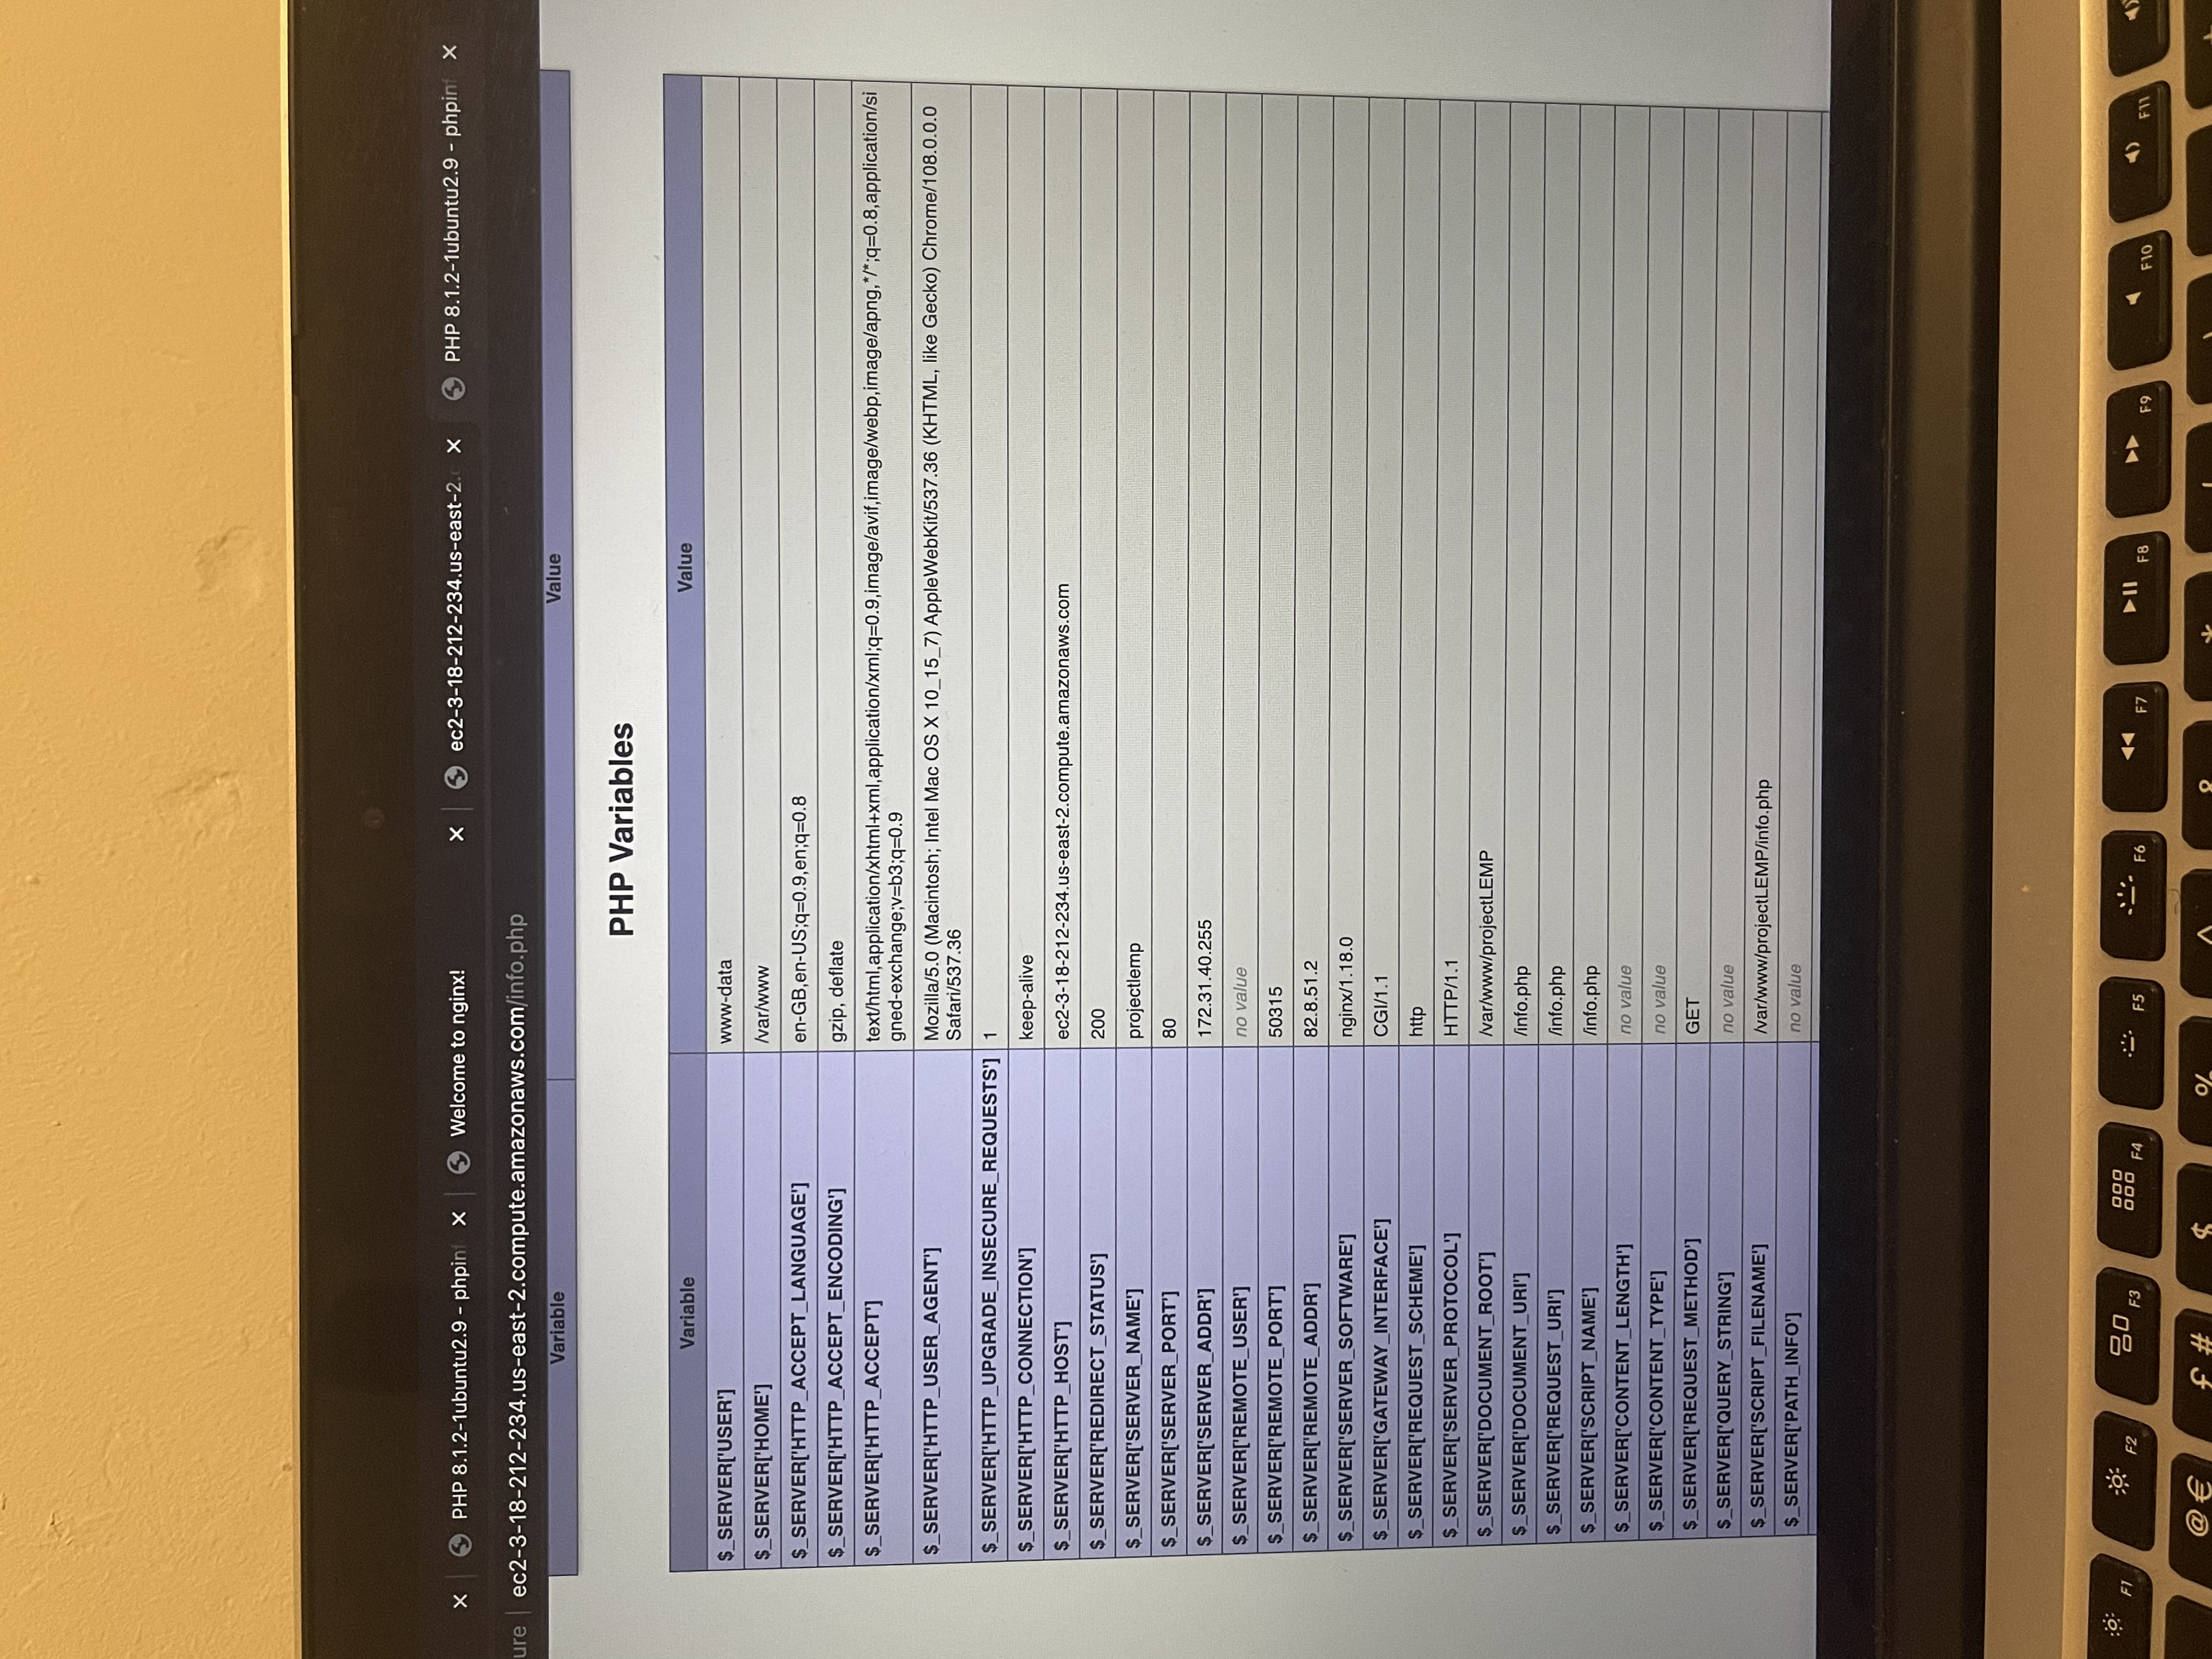 PHP 8.1.2-1ubuntu2.9 - phpin
Welcome to nginx!
ec2-3-18-212-234.us-east-2.c
PHP 8.1.2-1ubuntu2.9 - phpin
ure | ec2-3-18-212-234.us-east-2.compute.amazonaws.com/info.php
Variable Value
PHP Variables
Variable Value
$_SERVER['USER'] www-data
$_SERVER['HOME'] /var/www
$_SERVER['HTTP_ACCEPT_LANGUAGE'] en-GB,en-US;q=0.9,en;q=0.8
$_SERVER['HTTP_ACCEPT_ENCODING'] gzip, deflate
$_SERVER['HTTP_ACCEPT'] text/html,application/xhtml+xml,application/xml;q=0.9,image/avif,image/webp,image/apng,*/*;q=0.8,application/si
gned-exchange;v=b3;q=0.9
$_SERVER['HTTP_USER_AGENT'] Mozilla/5.0 (Macintosh; Intel Mac OS X 10_15_7) AppleWebKit/537.36 (KHTML, like Gecko) Chrome/108.0.0.0
Safari/537.36
$_SERVER['HTTP_UPGRADE_INSECURE_REQUESTS'] 1
$_SERVER['HTTP_CONNECTION'] keep-alive
$_SERVER['HTTP_HOST'] ec2-3-18-212-234.us-east-2.compute.amazonaws.com
$_SERVER['REDIRECT_STATUS'] 200
$_SERVER['SERVER_NAME'] projectlemp
$_SERVER['SERVER_PORT'] 80
$_SERVER['SERVER_ADDR'] 172.31.40.255
$_SERVER['REMOTE_USER'] no value
$_SERVER['REMOTE_PORT'] 50315
$_SERVER['REMOTE_ADDR'] 82.8.51.2
$_SERVER['SERVER_SOFTWARE'] nginx/1.18.0
$_SERVER['GATEWAY_INTERFACE'] CGI/1.1
$_SERVER['REQUEST_SCHEME'] http
$_SERVER['SERVER_PROTOCOL'] HTTP/1.1
$_SERVER['DOCUMENT_ROOT'] /var/www/projectLEMP
$_SERVER['DOCUMENT_URI'] /info.php
$_SERVER['REQUEST_URI'] /info.php
$_SERVER['SCRIPT_NAME'] /info.php
$_SERVER['CONTENT_LENGTH'] no value
$_SERVER['CONTENT_TYPE'] no value
$_SERVER['REQUEST_METHOD'] GET
$_SERVER['QUERY_STRING'] no value
$_SERVER['SCRIPT_FILENAME'] /var/www/projectLEMP/info.php
$_SERVER['PATH_INFO'] no value
F1 F2 F3 F4 F5 F6 F7 F8 F9 F10 F11
@ € £ # $ % ^ & * ( )